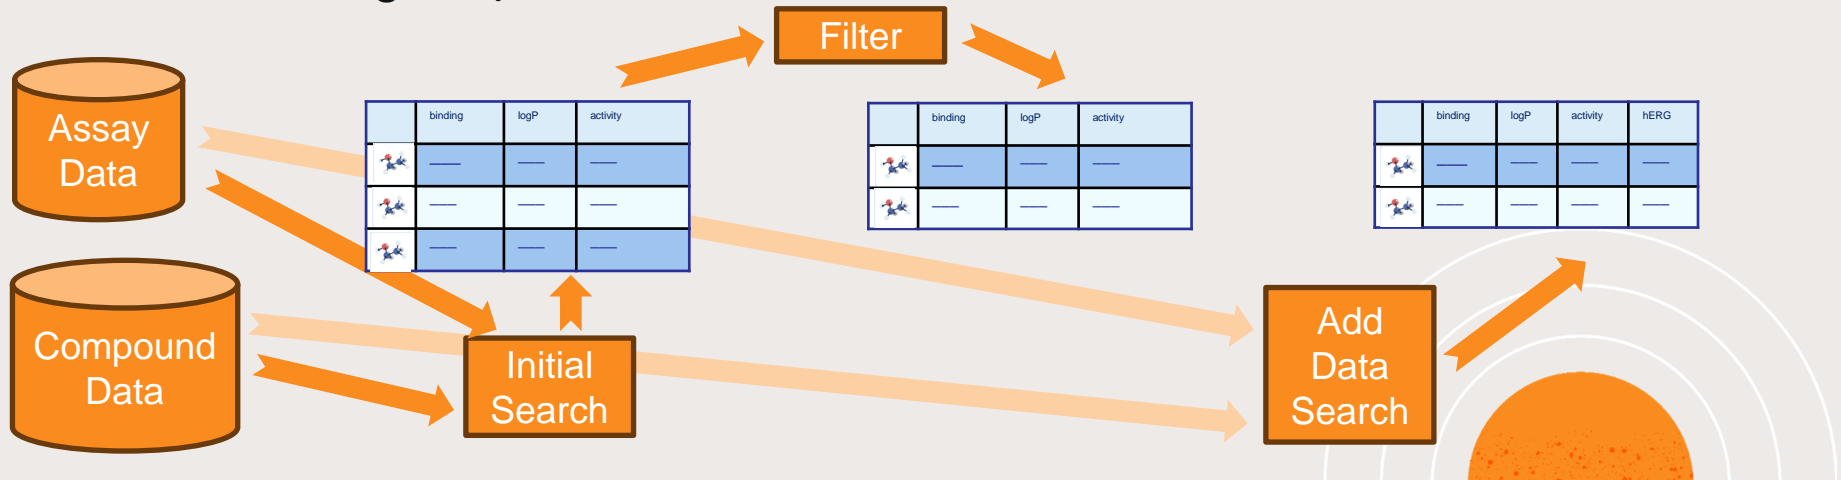 Filter
Assay
Data
binding logP activity
binding logP activity
binding logP activity hERG
Compound
Data
Initial
Search
Add
Data
Search